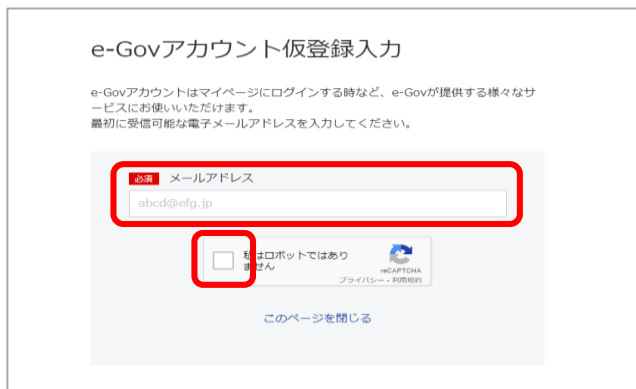 e-Govアカウント仮登録入力
e-Govアカウントはマイページにログインする時など、e-Govが提供する様々なサ
ービスにお使いいただけます。
最初に受信可能な電子メールアドレスを入力してください。
必須 メールアドレス
abcd@efg.jp
私はロボットではあり
ません
reCAPTCHA
プライバシー - 利用規約
このページを閉じる